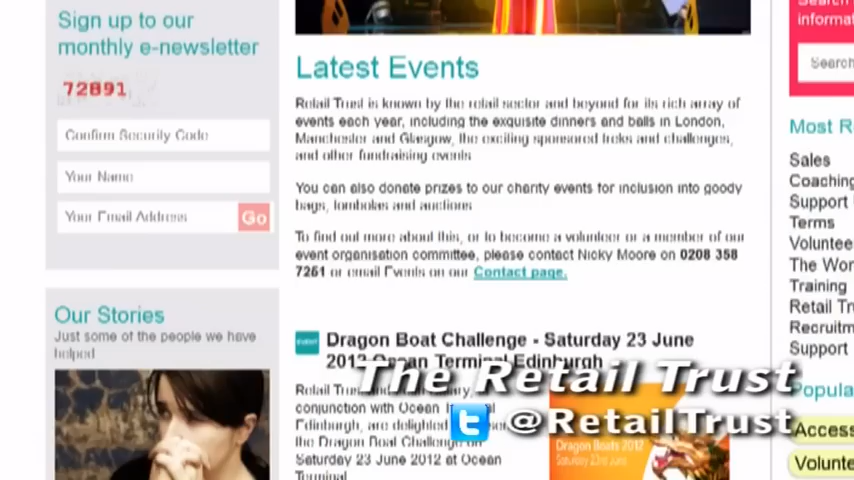 Sign up to our
monthly e-newsletter
72891
Confirm Security Code
Your Name
Your Email Address
Go
Our Stories
Just some of the people we have
helped
Latest Events
Retail Trust is known by the retail sector and beyond for its rich array of
events each year, including the exquisite dinners and balls in London,
Manchester and Glasgow, the exciting sponsored treks and challenges,
and other fundraising events
You can also donate prizes to our charity events for inclusion into goody
bags, tombolas and auctions
To find out more about this, or to become a volunteer or a member of our
event organisation committee, please contact Nicky Moore on 0208 358
7261 or email Events on our Contact page.
EVENT
Dragon Boat Challenge - Saturday 23 June
2012 Ocean Terminal Edinburgh
Retail Trust
conjunction with Ocean
Edinburgh, are delighted
the Dragon Boat Challenge on
Saturday 23 June 2012 at Ocean
Terminal
Dragon Boats 2012
Saturday 23rd June
The Retail Trust
@RetailTrust
Search
informat
Search
Most R
Sales
Coaching
Support
Terms
Voluntee
The Wor
Training
Retail Tr
Recruitm
Support
Popula
Access
Volunte